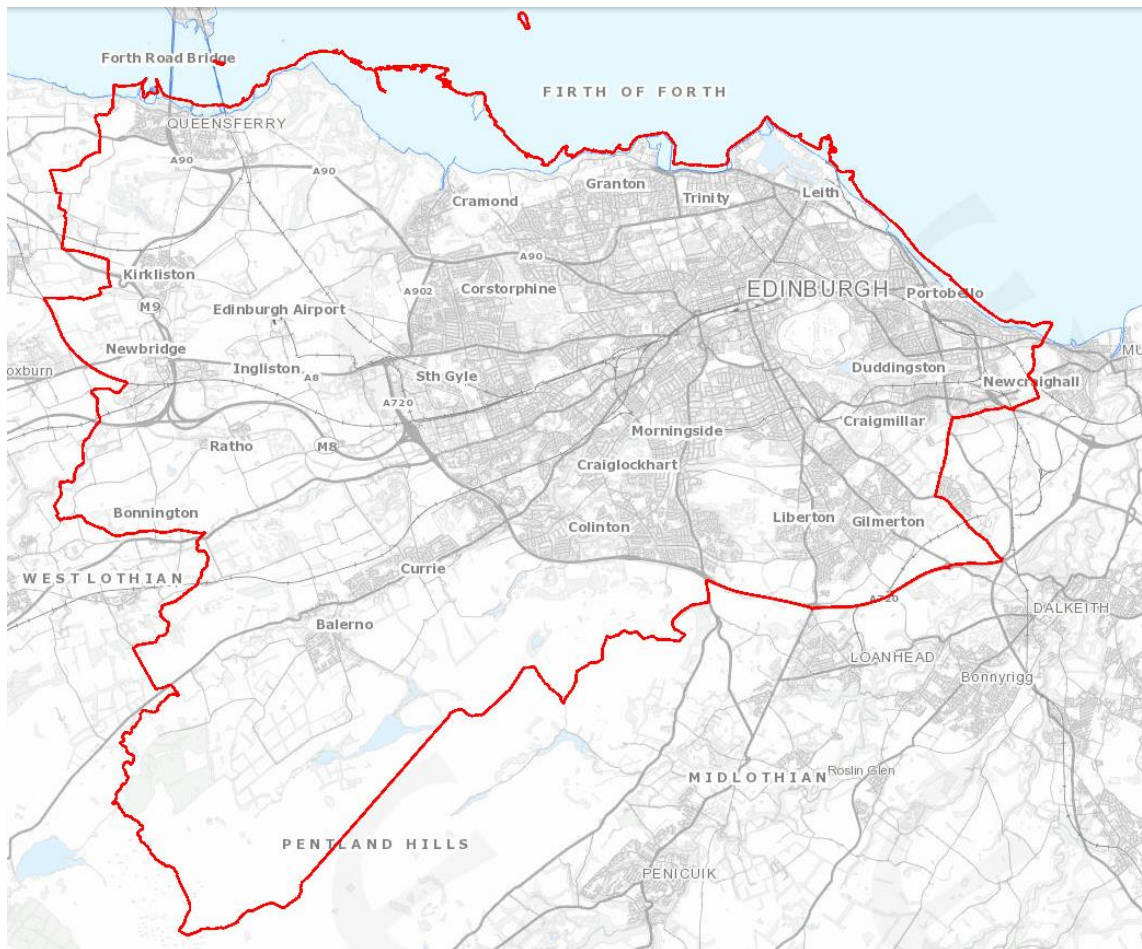 Forth Road Bridge
FIRTH OF FORTH
QUEENSFERRY
A90
A90
Granton
Cramond
Trinity
Leith
A90
Kirkliston
A902
Corstorphine
EDINBURGH
Portobello
M9
Edinburgh Airport
Newbridge
MU
oxburn
Ingliston
A8
Sth Gyle
Duddingston
Newcraighall
A720
Craigmillar
Ratho
M8
Morningside
Craiglockhart
Bonnington
Colinton
Liberton
Gilmerton
WEST LOTHIAN
Currie
A720
DALKEITH
Balerno
LOANHEAD
Bonnyrigg
MIDLOTHIAN
Roslin Glen
PENTLAND HILLS
PENICUIK